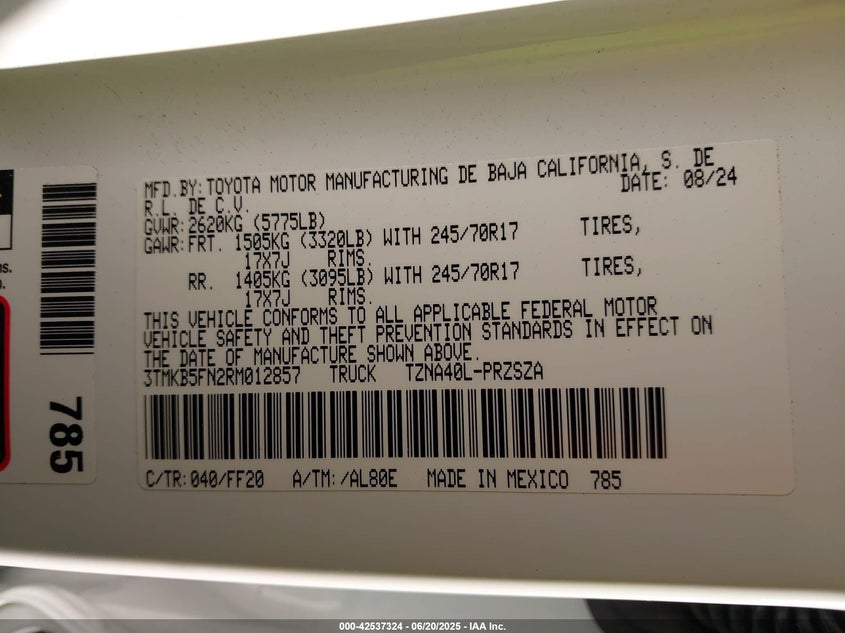 MFD.BY: TOYOTA MOTOR MANUFACTURING DE BAJA CALIFORNIA, S. DE
R.L. DE C.V. DATE: 08/24
GVWR: 2620KG (5775LB)
GAWR: FRT. 1505KG (3320LB) WITH 245/70R17 TIRES,
17X7J RIMS.
RR. 1405KG (3095LB) WITH 245/70R17 TIRES,
17X7J RIMS.
THIS VEHICLE CONFORMS TO ALL APPLICABLE FEDERAL MOTOR
VEHICLE SAFETY AND THEFT PREVENTION STANDARDS IN EFFECT ON
THE DATE OF MANUFACTURE SHOWN ABOVE.
3TMKB5FN2RM012857 TRUCK TZNA40L-PRZSZA
C/TR: 040/FF20 A/TM: /AL80E MADE IN MEXICO 785
785
000-42537324 - 06/20/2025 - IAA Inc.